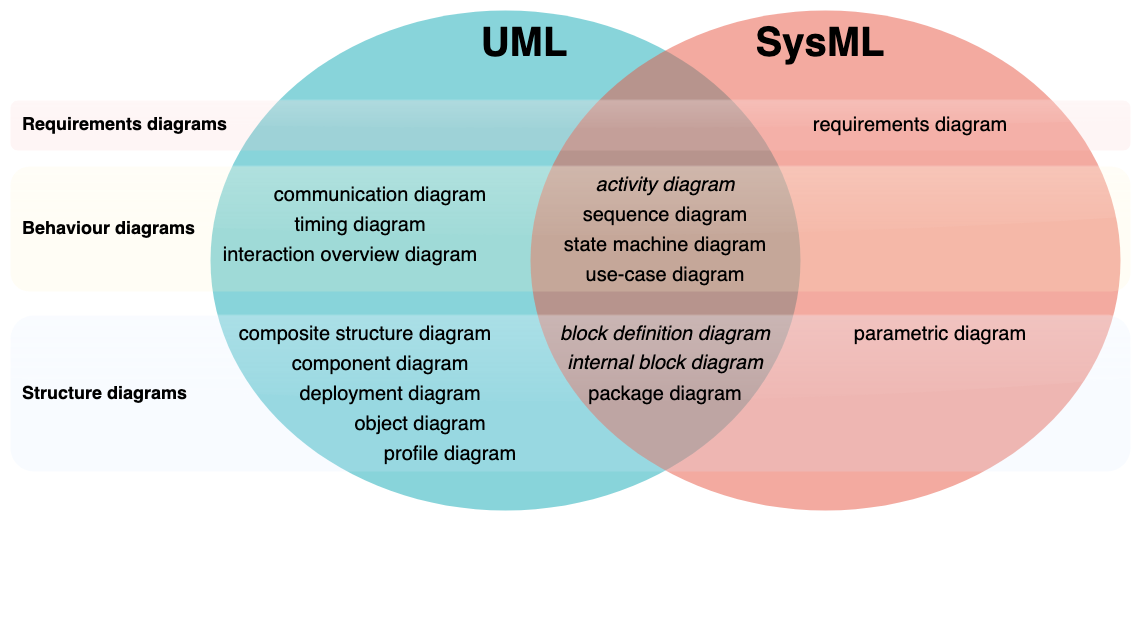 UML
SysML
Requirements diagrams
requirements diagram
Behaviour diagrams
communication diagram
timing diagram
interaction overview diagram
activity diagram
sequence diagram
state machine diagram
use-case diagram
Structure diagrams
composite structure diagram
component diagram
deployment diagram
object diagram
profile diagram
block definition diagram
internal block diagram
package diagram
parametric diagram